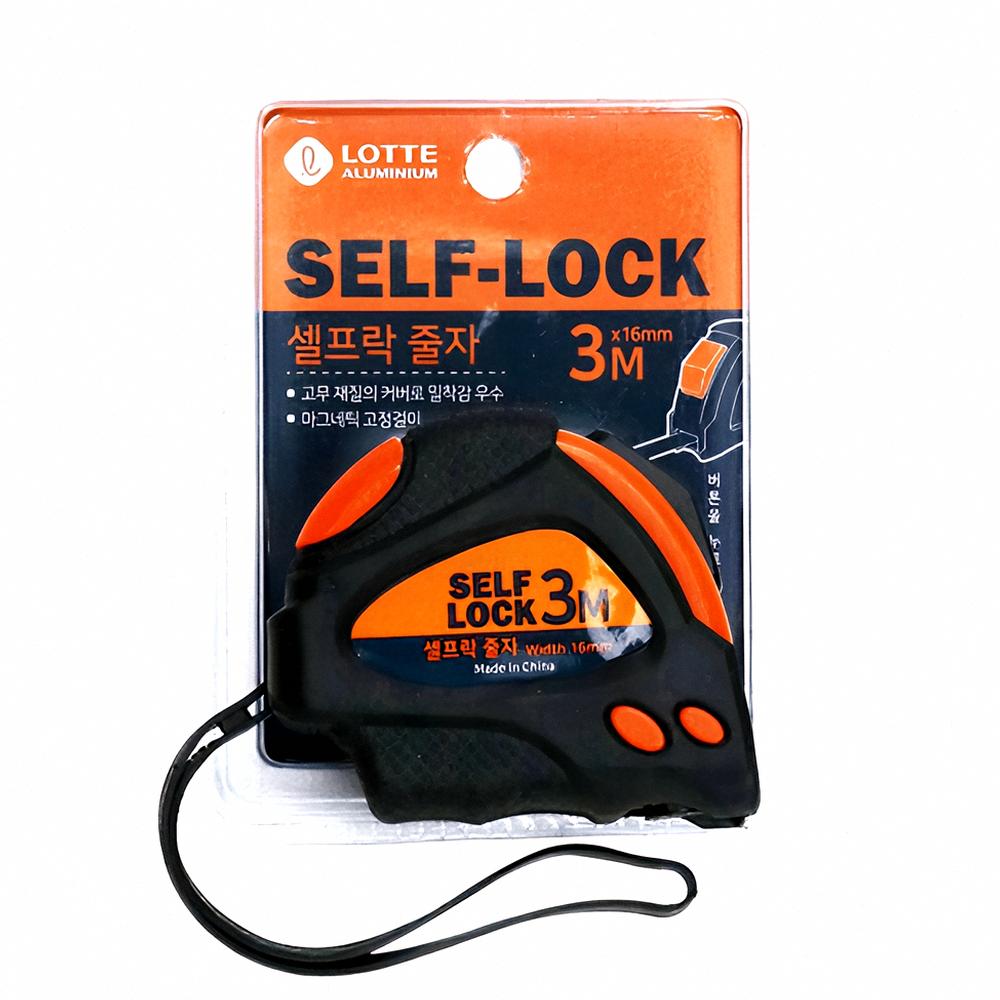 LOTTE
ALUMINIUM
SELF-LOCK
셀프락 줄자
3M x16mm
고무 재질의 커버로 밀착감 우수
마그네틱 고정걸이
SELF
LOCK 3M
셀프락 줄자 Width 16mm
Made in China